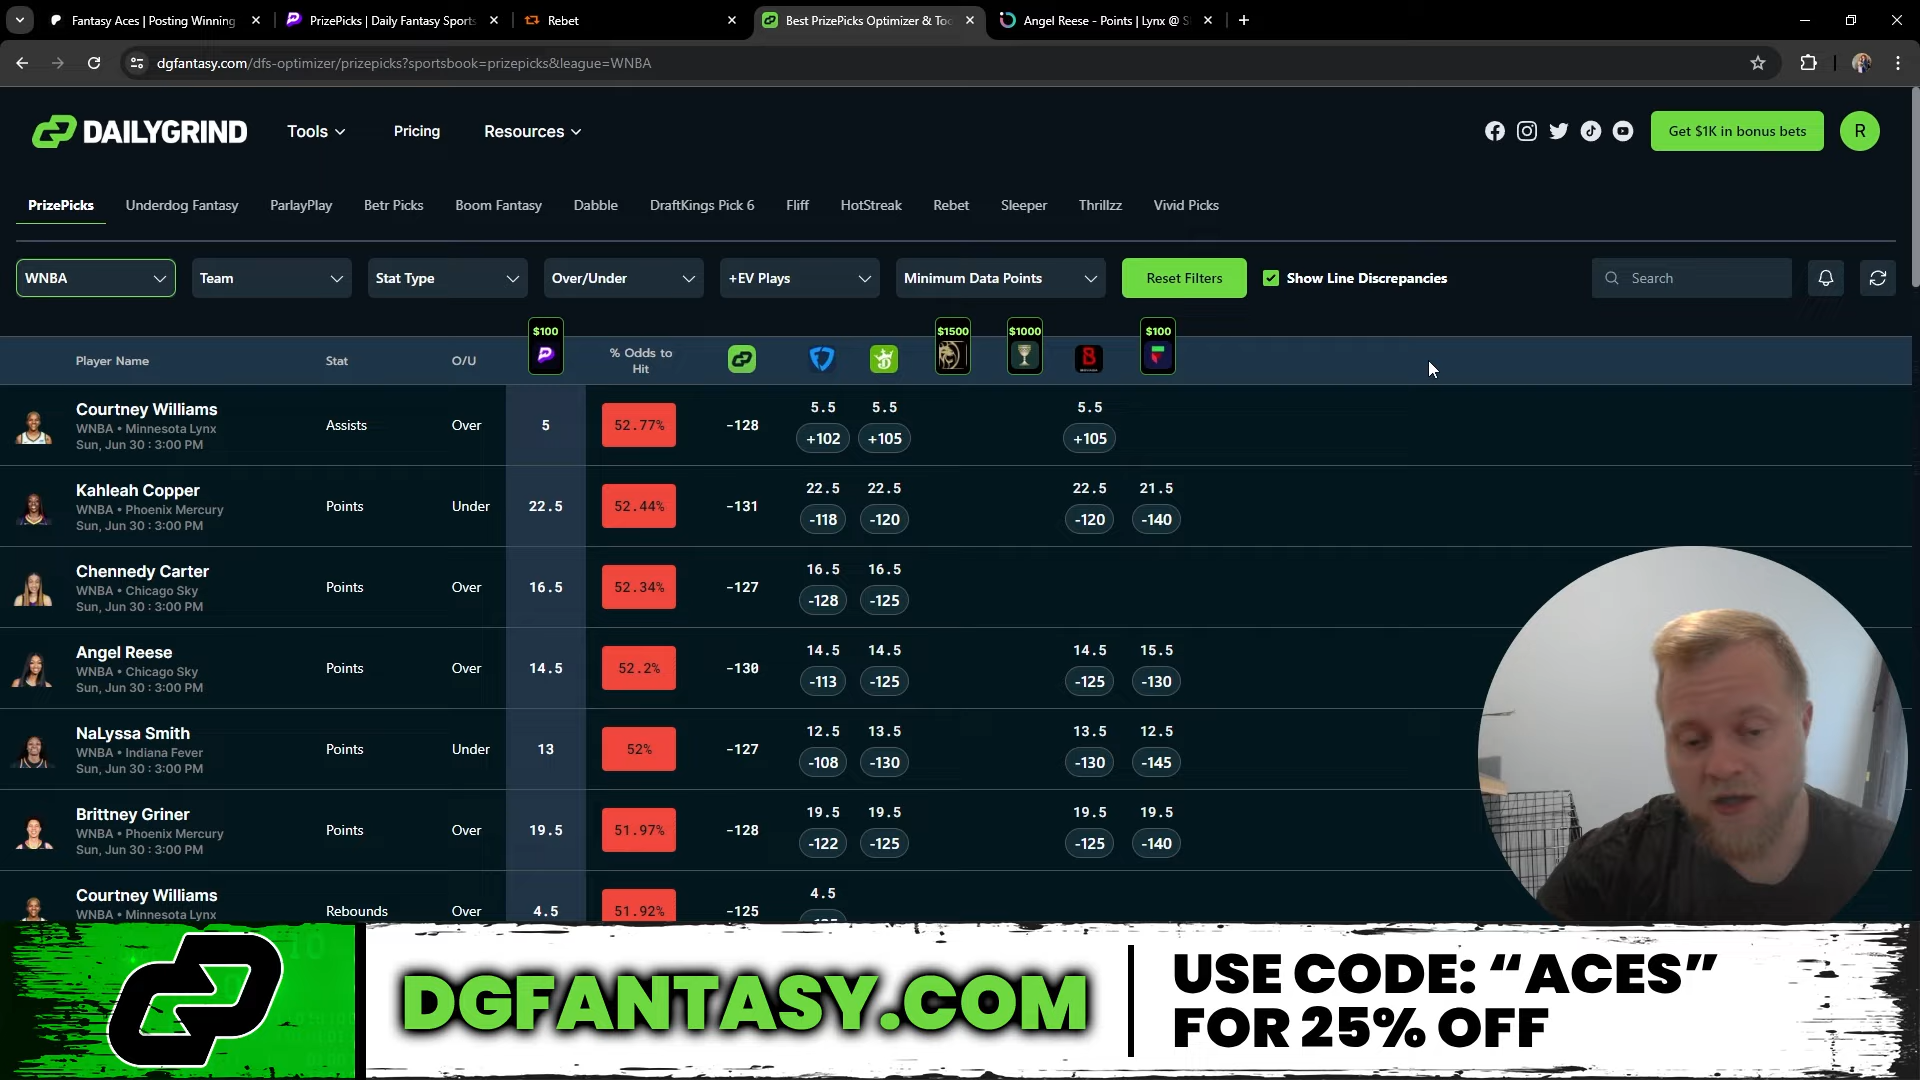 Fantasy Aces | Posting Winning
PrizePicks | Daily Fantasy Sports
Rebet
Best PrizePicks Optimizer & Too
Angel Reese - Points | Lynx @ S
dgfantasy.com/dfs-optimizer/prizepicks?sportsbook=prizepicks&league=WNBA
DAILYGRIND
Tools
Pricing
Resources
Get $1K in bonus bets
R
PrizePicks
Underdog Fantasy
ParlayPlay
Betr Picks
Boom Fantasy
Dabble
DraftKings Pick 6
Fliff
HotStreak
Rebet
Sleeper
Thrillzz
Vivid Picks
WNBA
Team
Stat Type
Over/Under
+EV Plays
Minimum Data Points
Reset Filters
Show Line Discrepancies
Search
$100
$1500
$1000
$100
Player Name
Stat
O/U
% Odds to
Hit
Courtney Williams
WNBA • Minnesota Lynx
Sun, Jun 30 : 3:00 PM
Assists
Over
5
52.77%
-128
5.5
+102
5.5
+105
5.5
+105
Kahleah Copper
WNBA • Phoenix Mercury
Sun, Jun 30 : 3:00 PM
Points
Under
22.5
52.44%
-131
22.5
-118
22.5
-120
22.5
-120
21.5
-140
Chennedy Carter
WNBA • Chicago Sky
Sun, Jun 30 : 3:00 PM
Points
Over
16.5
52.34%
-127
16.5
-128
16.5
-125
Angel Reese
WNBA • Chicago Sky
Sun, Jun 30 : 3:00 PM
Points
Over
14.5
52.2%
-130
14.5
-113
14.5
-125
14.5
-125
15.5
-130
NaLyssa Smith
WNBA • Indiana Fever
Sun, Jun 30 : 3:00 PM
Points
Under
13
52%
-127
12.5
-108
13.5
-130
13.5
-130
12.5
-145
Brittney Griner
WNBA • Phoenix Mercury
Sun, Jun 30 : 3:00 PM
Points
Over
19.5
51.97%
-128
19.5
-122
19.5
-125
19.5
-125
19.5
-140
Courtney Williams
WNBA • Minnesota Lynx
Rebounds
Over
4.5
51.92%
-125
4.5
DGFANTASY.COM
USE CODE: “ACES”
FOR 25% OFF